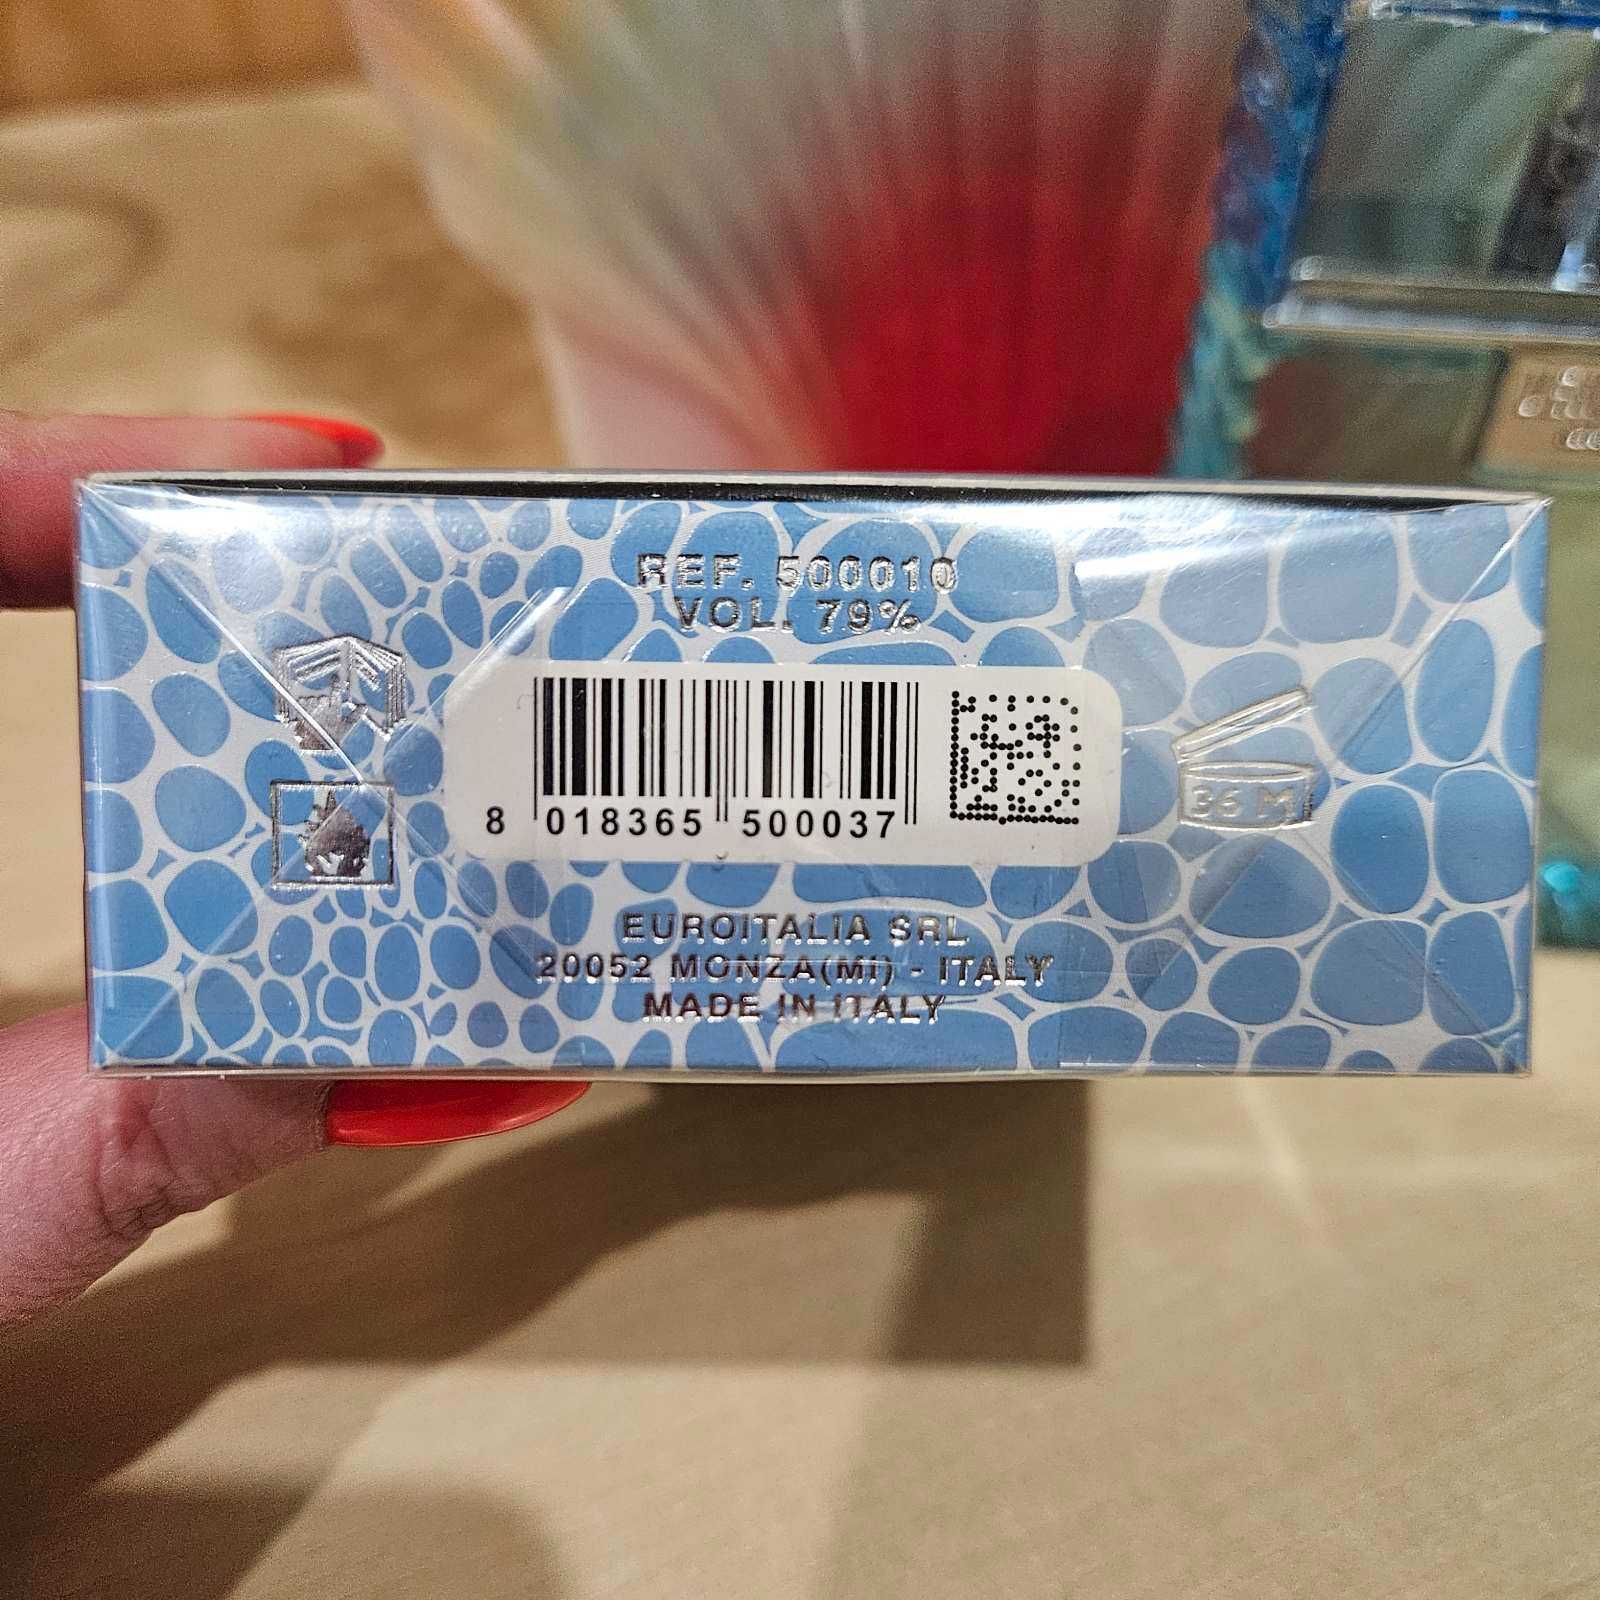 REF. 500010
VOL. 79%
8 018365 500037
36 M
EUROITALIA SRL
20052 MONZA(MI) - ITALY
MADE IN ITALY